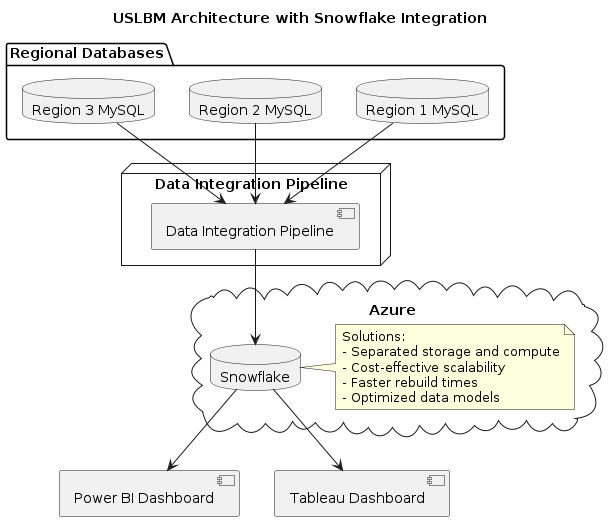 USLBM Architecture with Snowflake Integration
Regional Databases
Region 3 MySQL
Region 2 MySQL
Region 1 MySQL
Data Integration Pipeline
Data Integration Pipeline
Azure
Solutions:
- Separated storage and compute
- Cost-effective scalability
- Faster rebuild times
- Optimized data models
Snowflake
Power BI Dashboard
Tableau Dashboard